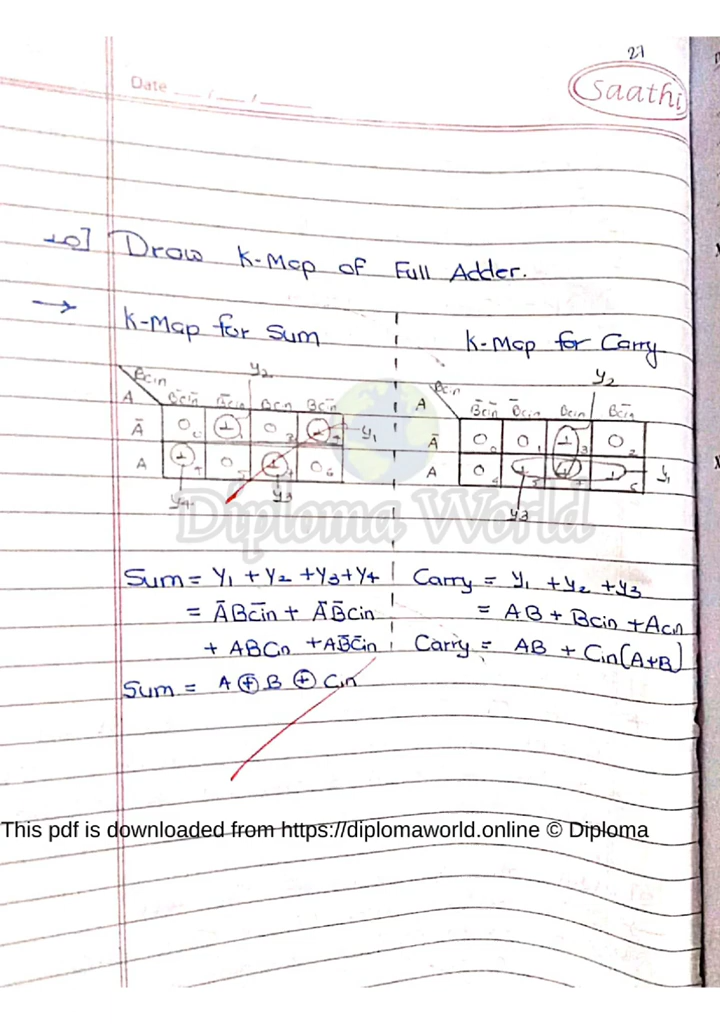 27
Date ___ / ___ / _____
Saathi
10] Draw K-Map of Full Adder.
→ K-Map for Sum
K-Map for Carry
Bcin
A B̄c̄in B̄cin Bcin Bc̄in
y2
Ā 0 1 0 1 y1
A 1 0 1 0
y4 y3
Bcin
A B̄c̄in B̄cin Bcin Bc̄in
y2
Ā 0 0 1 0
A 0 1 1 1 y1
y3
Diploma World
Sum = y1 + y2 + y3 + y4
= ĀBc̄in + ĀB̄cin
+ ABCin + AB̄c̄in
Sum = A ⊕ B ⊕ Cin
Carry = y1 + y2 + y3
= AB + Bcin + Acin
Carry = AB + Cin(A+B)
This pdf is downloaded from https://diplomaworld.online © Diploma